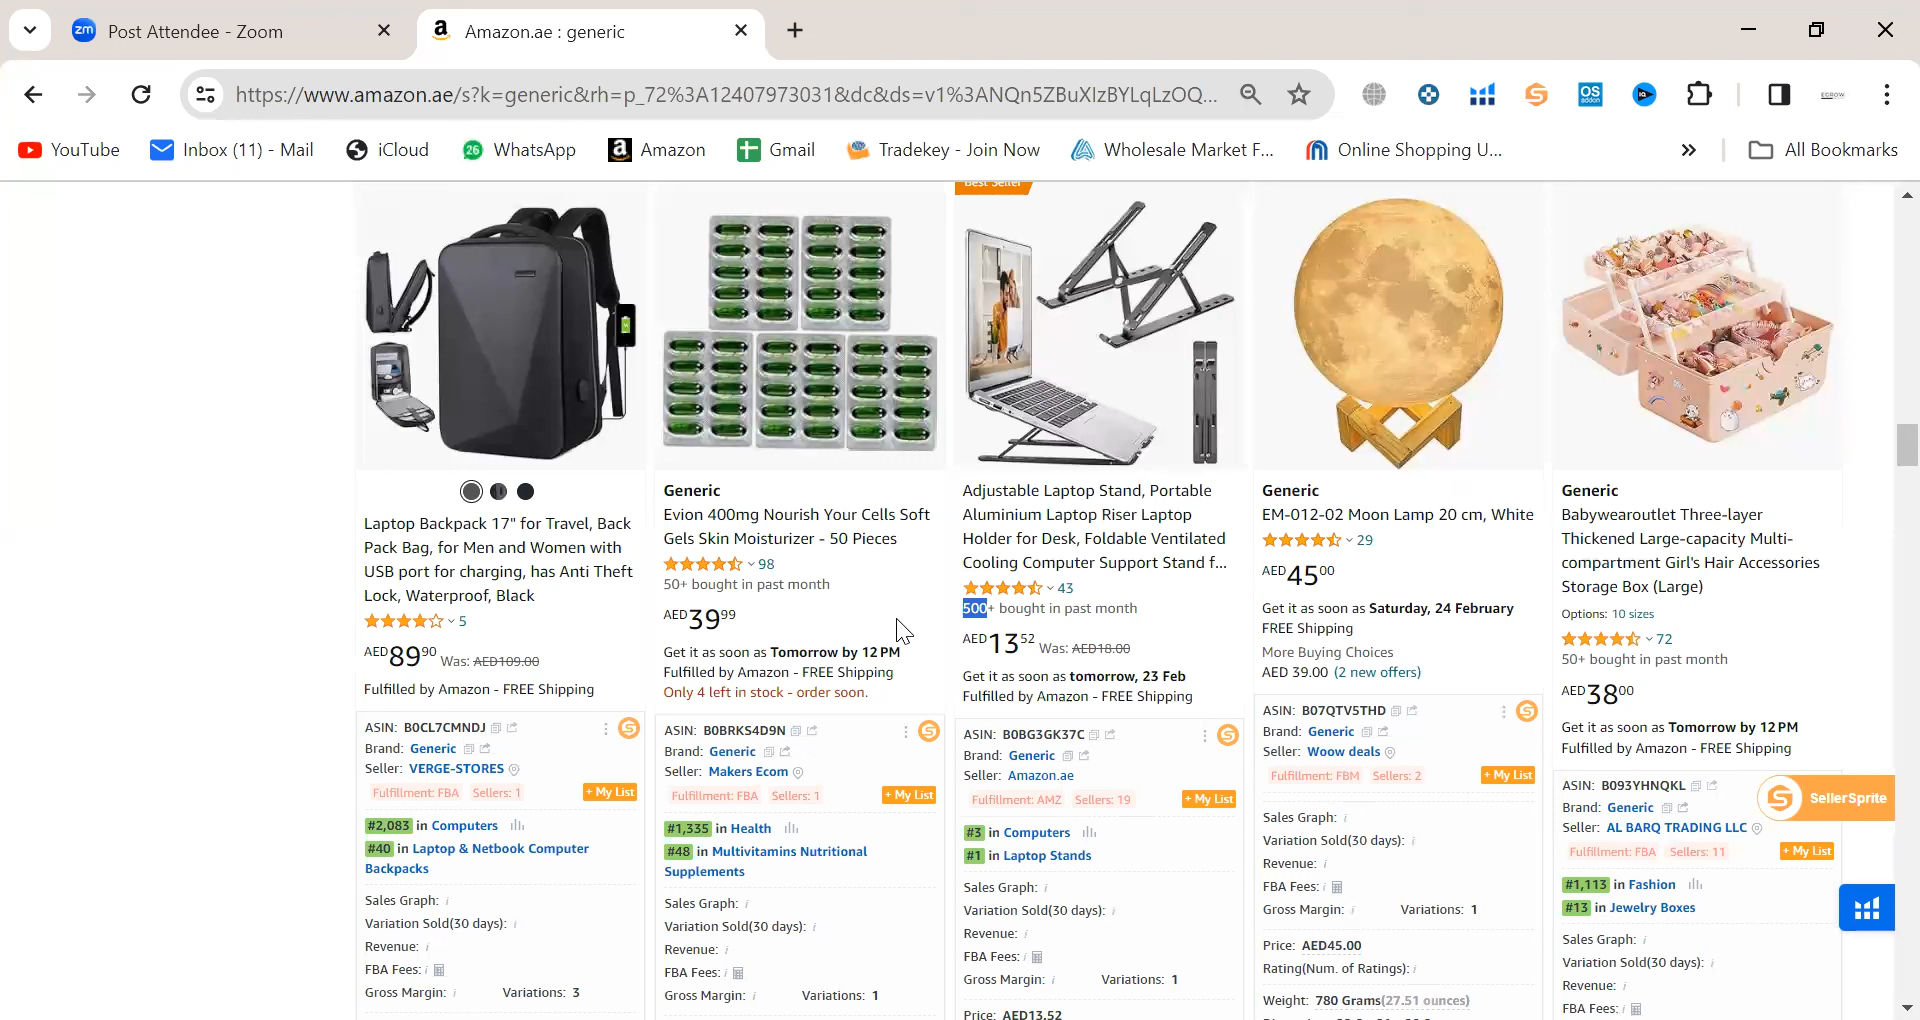 zm Post Attendee - Zoom
a Amazon.ae : generic
https://www.amazon.ae/s?k=generic&rh=p_72%3A12407973031&dc&ds=v1%3ANQn5ZBuXIzBYLqLzOQ...
OS addon
EGROW
YouTube
Inbox (11) - Mail
iCloud
26 WhatsApp
a Amazon
Gmail
Tradekey - Join Now
Wholesale Market F...
Online Shopping U...
All Bookmarks
Best Seller
Laptop Backpack 17" for Travel, Back
Pack Bag, for Men and Women with
USB port for charging, has Anti Theft
Lock, Waterproof, Black
5
AED 89 90 Was: AED109.00
Fulfilled by Amazon - FREE Shipping
ASIN: B0CL7CMNDJ
Brand: Generic
Seller: VERGE-STORES
Fulfillment: FBA Sellers: 1 + My List
#2,083 in Computers
#40 in Laptop & Netbook Computer
Backpacks
Sales Graph:
Variation Sold(30 days):
Revenue:
FBA Fees:
Gross Margin: Variations: 3
Generic
Evion 400mg Nourish Your Cells Soft
Gels Skin Moisturizer - 50 Pieces
98
50+ bought in past month
AED 39 99
Get it as soon as Tomorrow by 12 PM
Fulfilled by Amazon - FREE Shipping
Only 4 left in stock - order soon.
ASIN: B0BRKS4D9N
Brand: Generic
Seller: Makers Ecom
Fulfillment: FBA Sellers: 1 + My List
#1,335 in Health
#48 in Multivitamins Nutritional
Supplements
Sales Graph:
Variation Sold(30 days):
Revenue:
FBA Fees:
Gross Margin: Variations: 1
Adjustable Laptop Stand, Portable
Aluminium Laptop Riser Laptop
Holder for Desk, Foldable Ventilated
Cooling Computer Support Stand f...
43
500+ bought in past month
AED 13 52 Was: AED18.00
Get it as soon as tomorrow, 23 Feb
Fulfilled by Amazon - FREE Shipping
ASIN: B0BG3GK37C
Brand: Generic
Seller: Amazon.ae
Fulfillment: AMZ Sellers: 19 + My List
#3 in Computers
#1 in Laptop Stands
Sales Graph:
Variation Sold(30 days):
Revenue:
FBA Fees:
Gross Margin: Variations: 1
Price: AED13.52
Generic
EM-012-02 Moon Lamp 20 cm, White
29
AED 45 00
Get it as soon as Saturday, 24 February
FREE Shipping
More Buying Choices
AED 39.00 (2 new offers)
ASIN: B07QTV5THD
Brand: Generic
Seller: Woow deals
Fulfillment: FBM Sellers: 2 + My List
Sales Graph:
Variation Sold(30 days):
Revenue:
FBA Fees:
Gross Margin: Variations: 1
Price: AED45.00
Rating(Num. of Ratings):
Weight: 780 Grams(27.51 ounces)
Generic
Babywearoutlet Three-layer
Thickened Large-capacity Multi-
compartment Girl's Hair Accessories
Storage Box (Large)
Options: 10 sizes
72
50+ bought in past month
AED 38 00
Get it as soon as Tomorrow by 12 PM
Fulfilled by Amazon - FREE Shipping
ASIN: B093YHNQKL
Brand: Generic
Seller: AL BARQ TRADING LLC
Fulfillment: FBA Sellers: 11 + My List
#1,113 in Fashion
#13 in Jewelry Boxes
Sales Graph:
Variation Sold(30 days):
Revenue:
FBA Fees:
SellerSprite